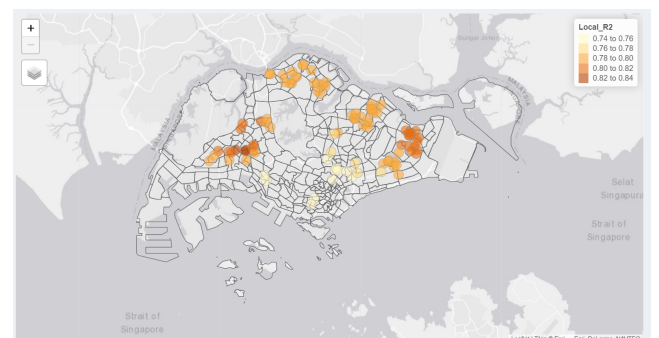 +
−
Local_R2
0.74 to 0.76
0.76 to 0.78
0.78 to 0.80
0.80 to 0.82
0.82 to 0.84
MALAYSIA
Selat
Strait of
Singapore
Strait of
Singapore